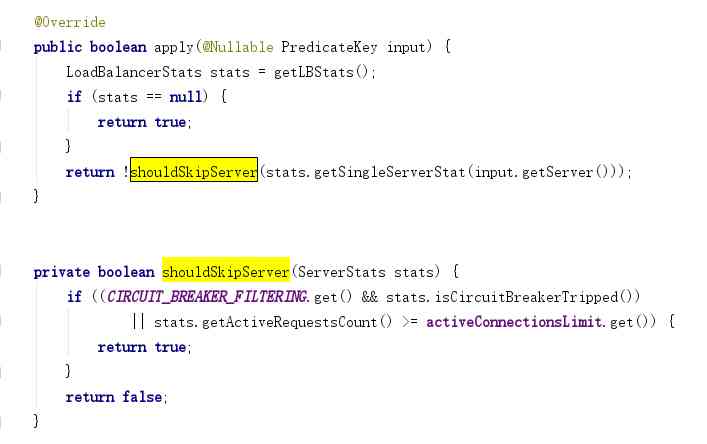 @Override
public boolean apply(@Nullable PredicateKey input) {
LoadBalancerStats stats = getLBStats();
if (stats == null) {
return true;
}
return !shouldSkipServer(stats.getSingleServerStat(input.getServer()));
}
private boolean shouldSkipServer(ServerStats stats) {
if ((CIRCUIT_BREAKER_FILTERING.get() && stats.isCircuitBreakerTripped())
|| stats.getActiveRequestsCount() >= activeConnectionsLimit.get()) {
return true;
}
return false;
}